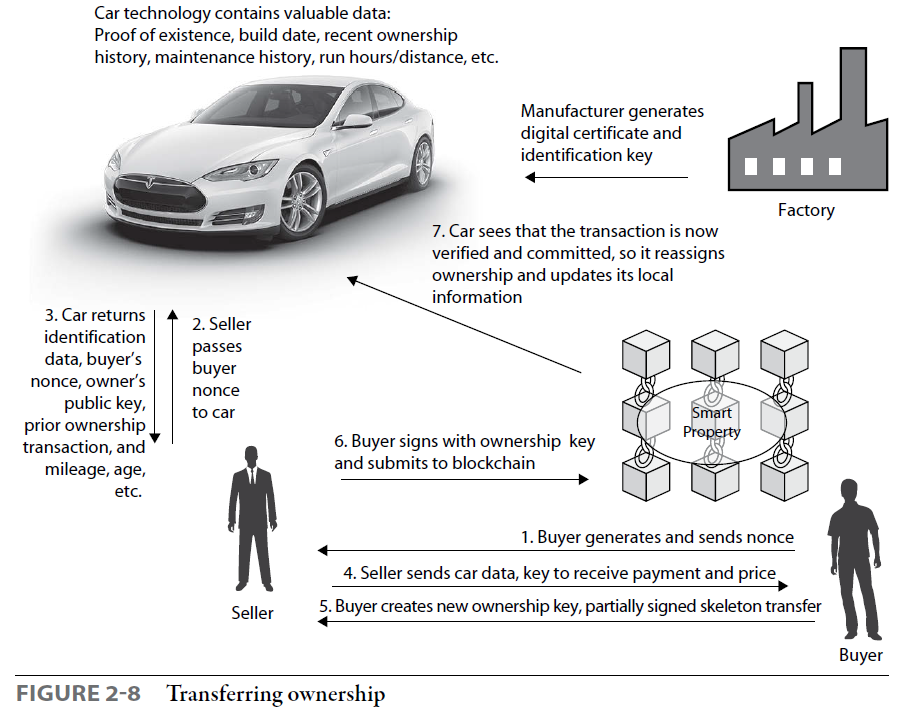 Car technology contains valuable data:
Proof of existence, build date, recent ownership
history, maintenance history, run hours/distance, etc.
Manufacturer generates
digital certificate and
identification key
Factory
7. Car sees that the transaction is now
verified and committed, so it reassigns
ownership and updates its local
information
3. Car returns
identification
data, buyer's
nonce, owner's
public key,
prior ownership
transaction, and
mileage, age,
etc.
2. Seller
passes
buyer
nonce
to car
Smart
Property
6. Buyer signs with ownership key
and submits to blockchain
1. Buyer generates and sends nonce
4. Seller sends car data, key to receive payment and price
5. Buyer creates new ownership key, partially signed skeleton transfer
Seller
Buyer
FIGURE 2-8 Transferring ownership